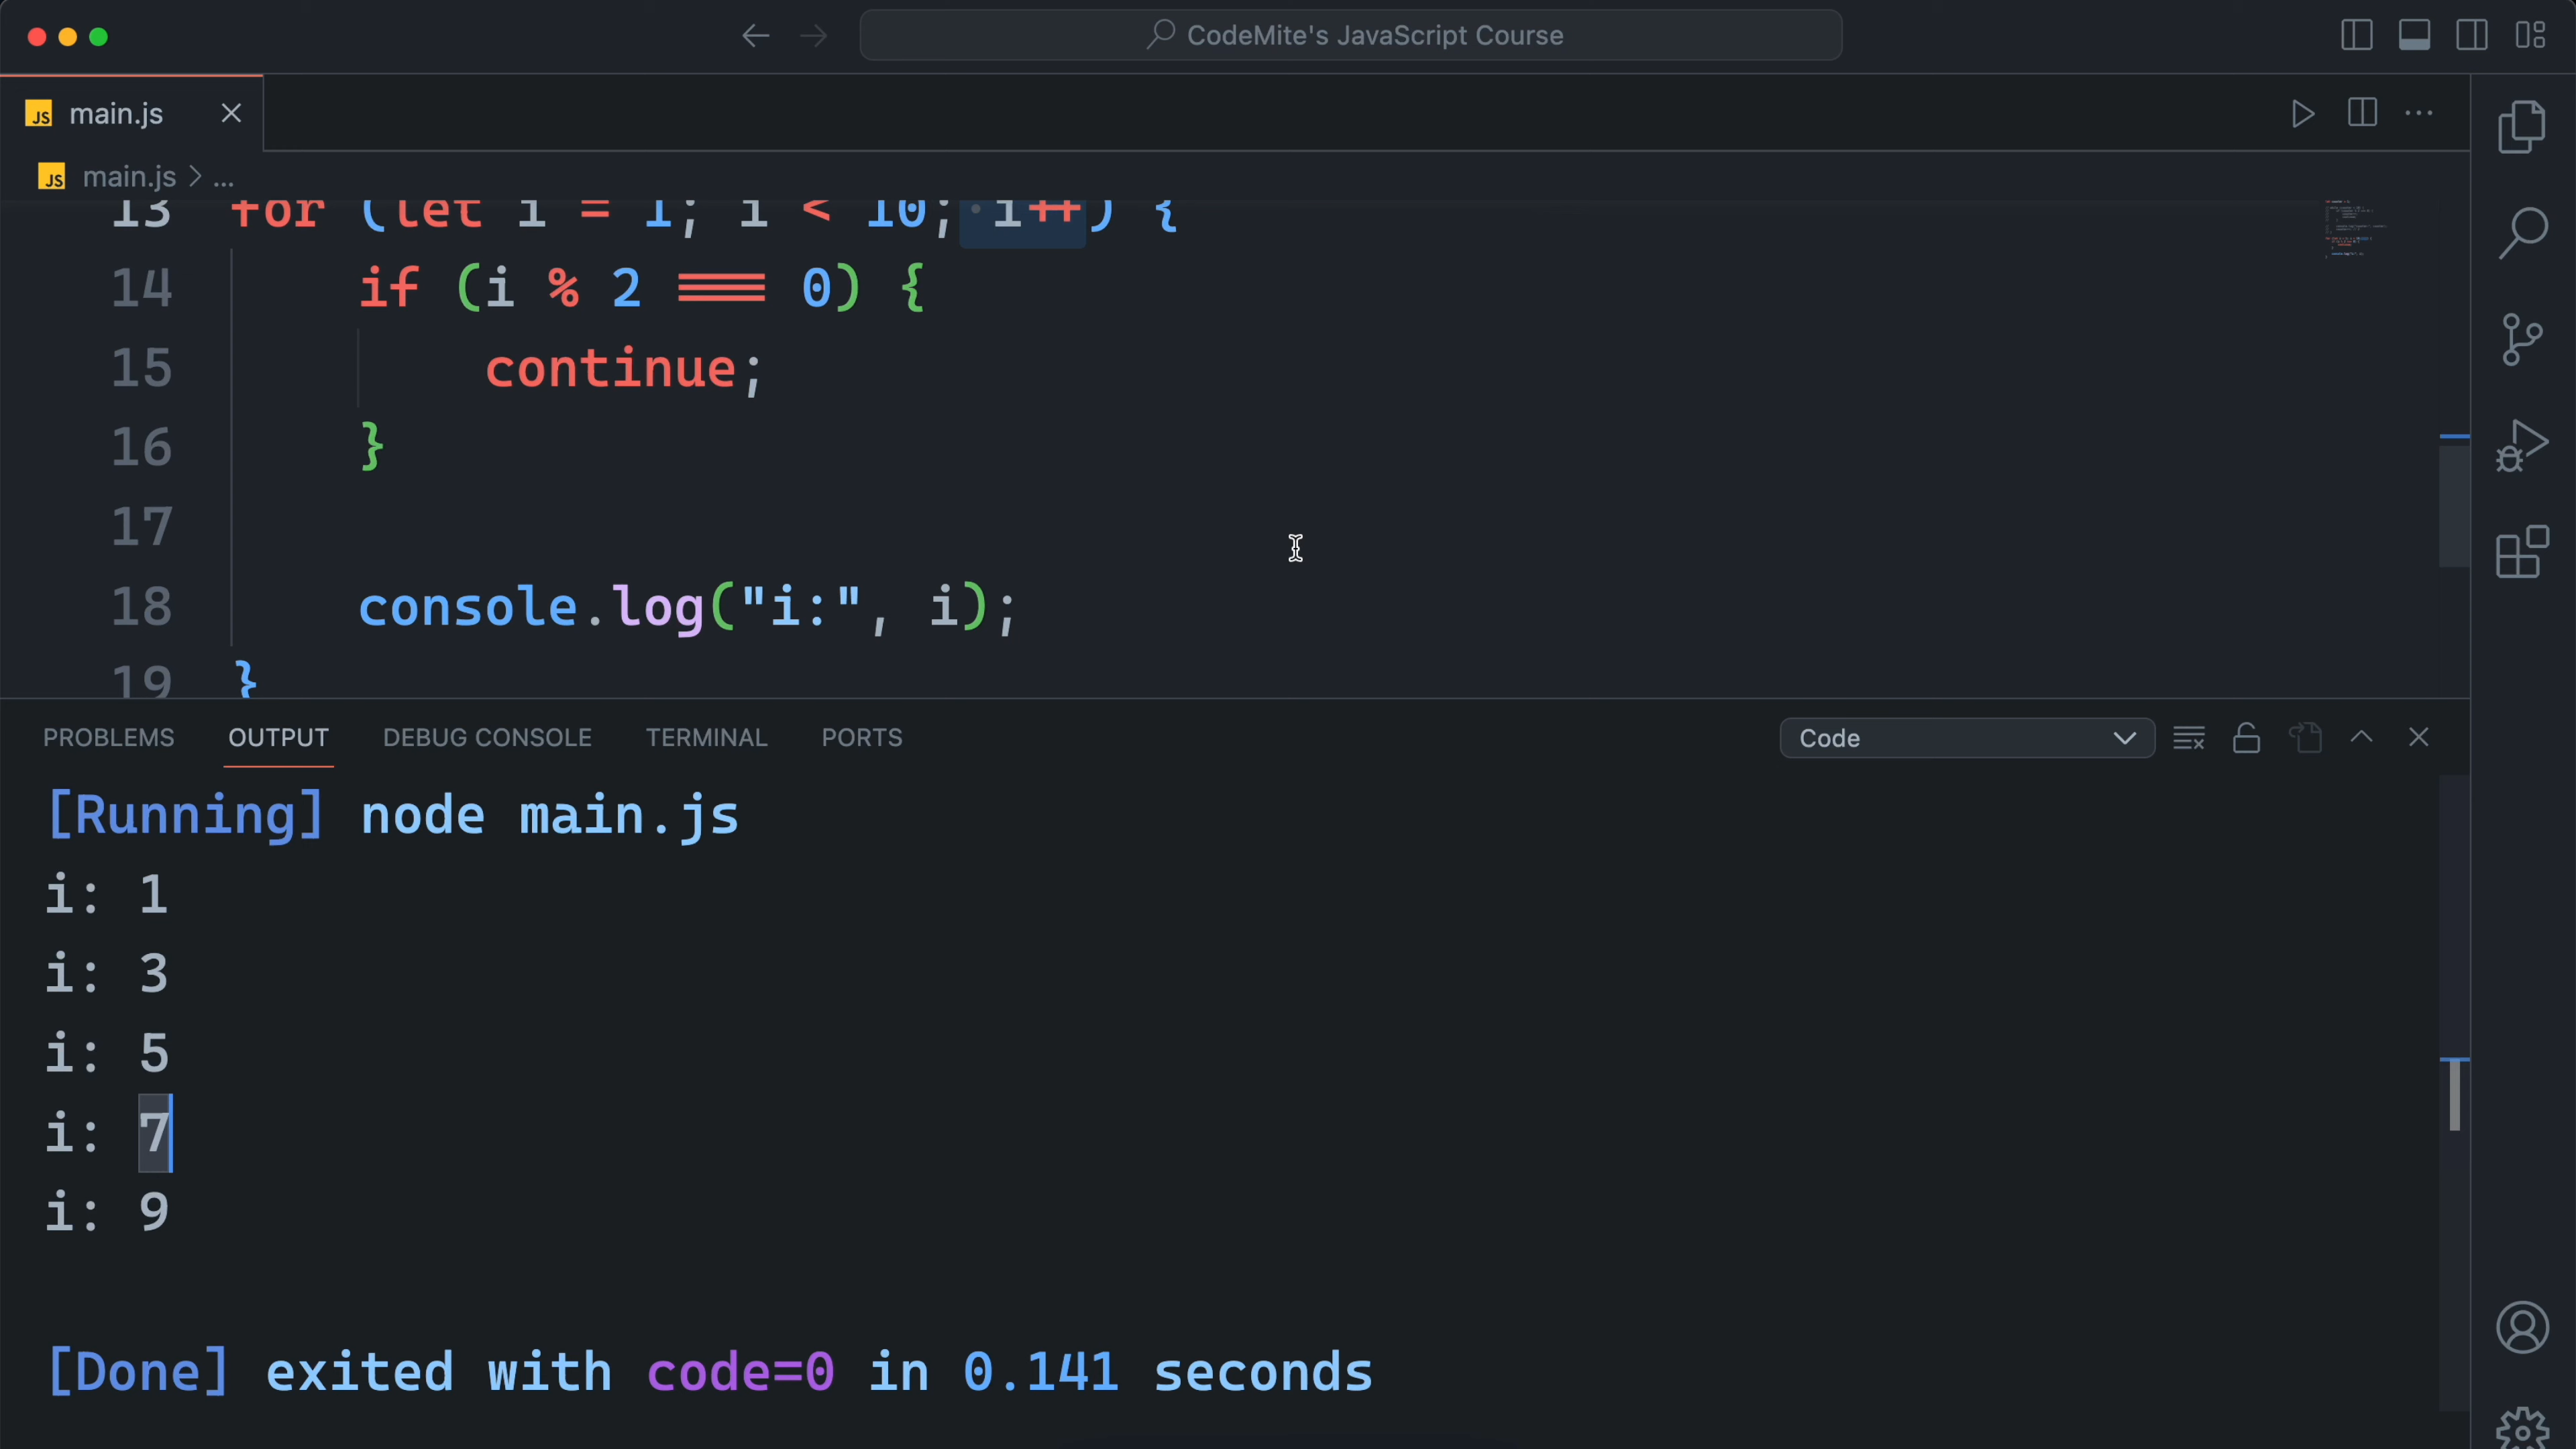 CodeMite's JavaScript Course
JS main.js
JS main.js > ...
13 for (let i = 1; i < 10; i++) {
14 if (i % 2 === 0) {
15 continue;
16 }
17
18 console.log("i:", i);
19 }
PROBLEMS OUTPUT DEBUG CONSOLE TERMINAL PORTS Code
[Running] node main.js
i: 1
i: 3
i: 5
i: 7
i: 9
[Done] exited with code=0 in 0.141 seconds